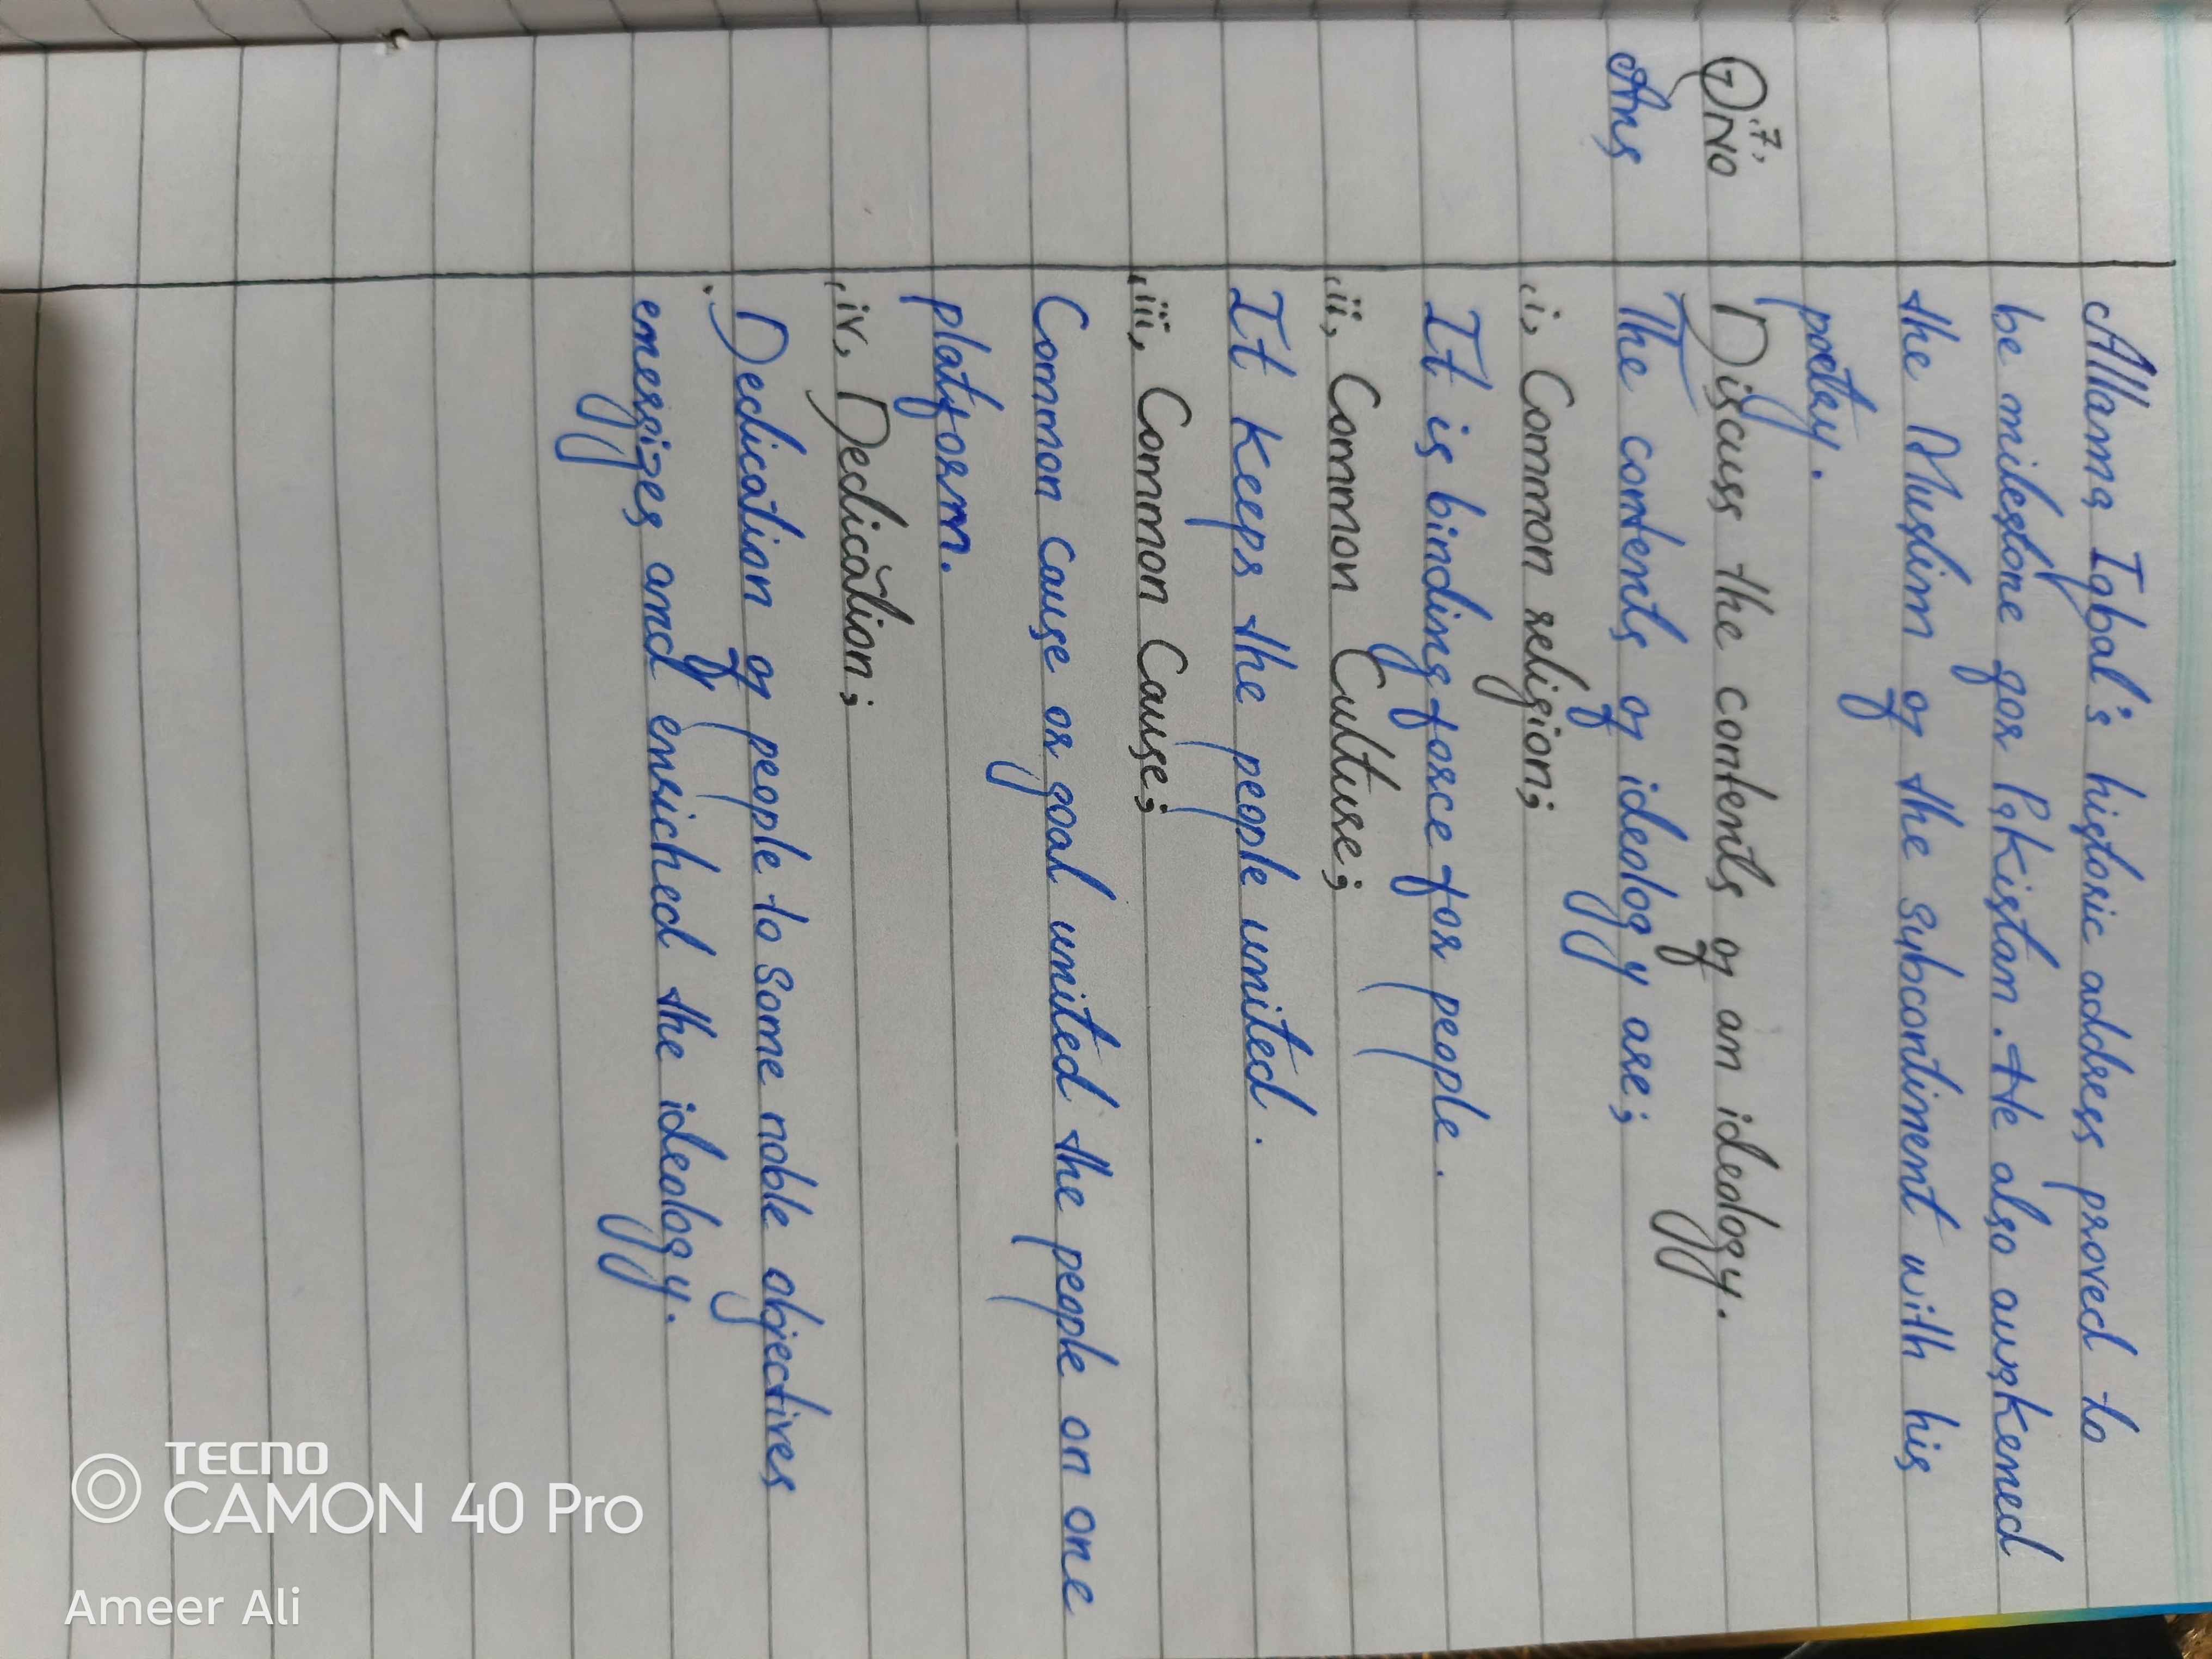 Allama Iqbal's historic address proved to
be milestone for Pakistan. He also awakened
the Muslim of the subcontinent with his
poetry.
Q NO ,7, Discuss the contents of an ideology.
Ans The contents of ideology are;
,i, Common religion;
It is binding force for people.
,ii, Common Culture;
It keeps the people united.
,iii, Common Cause;
Common cause or goal united the people on one
platform.
,iv, Dedication;
Dedication of people to some noble objectives
energizes and enriched the ideology.
TECNO
CAMON 40 Pro
Ameer Ali